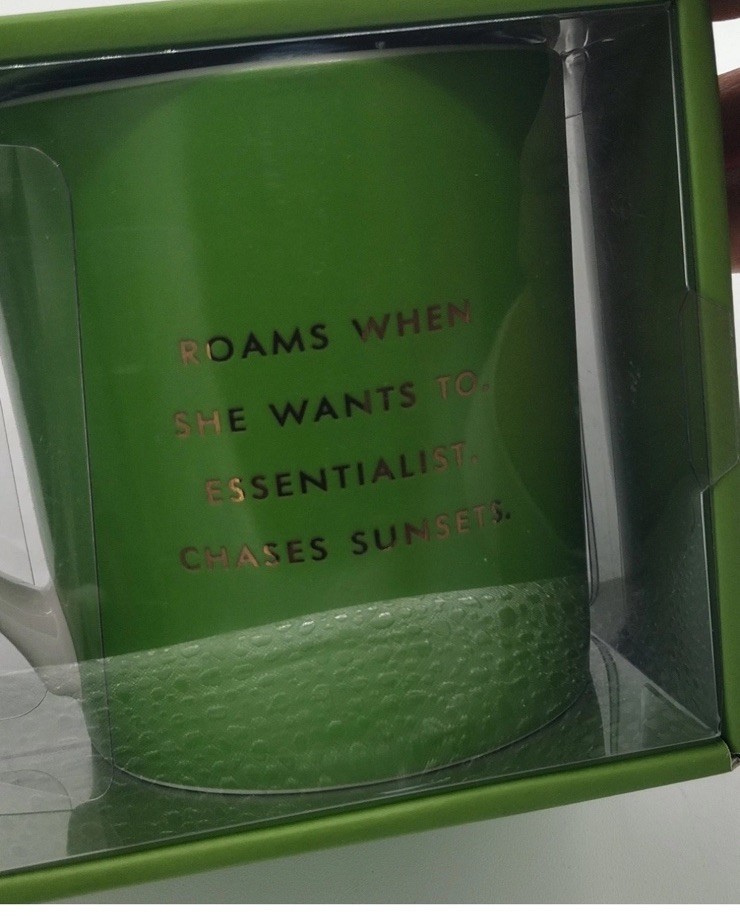 ROAMS WHEN
SHE WANTS TO.
ESSENTIALIST.
CHASES SUNSETS.